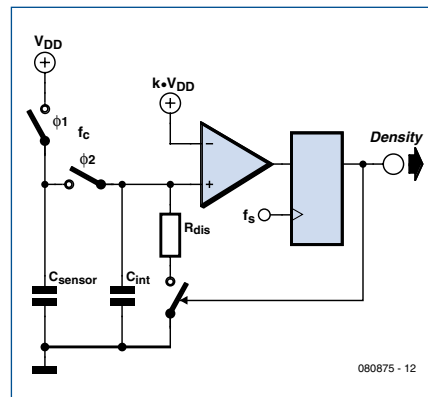 VDD
k•VDD
ϕ1
fc
ϕ2
Density
Rdis
fs
Csensor
Cint
080875 - 12